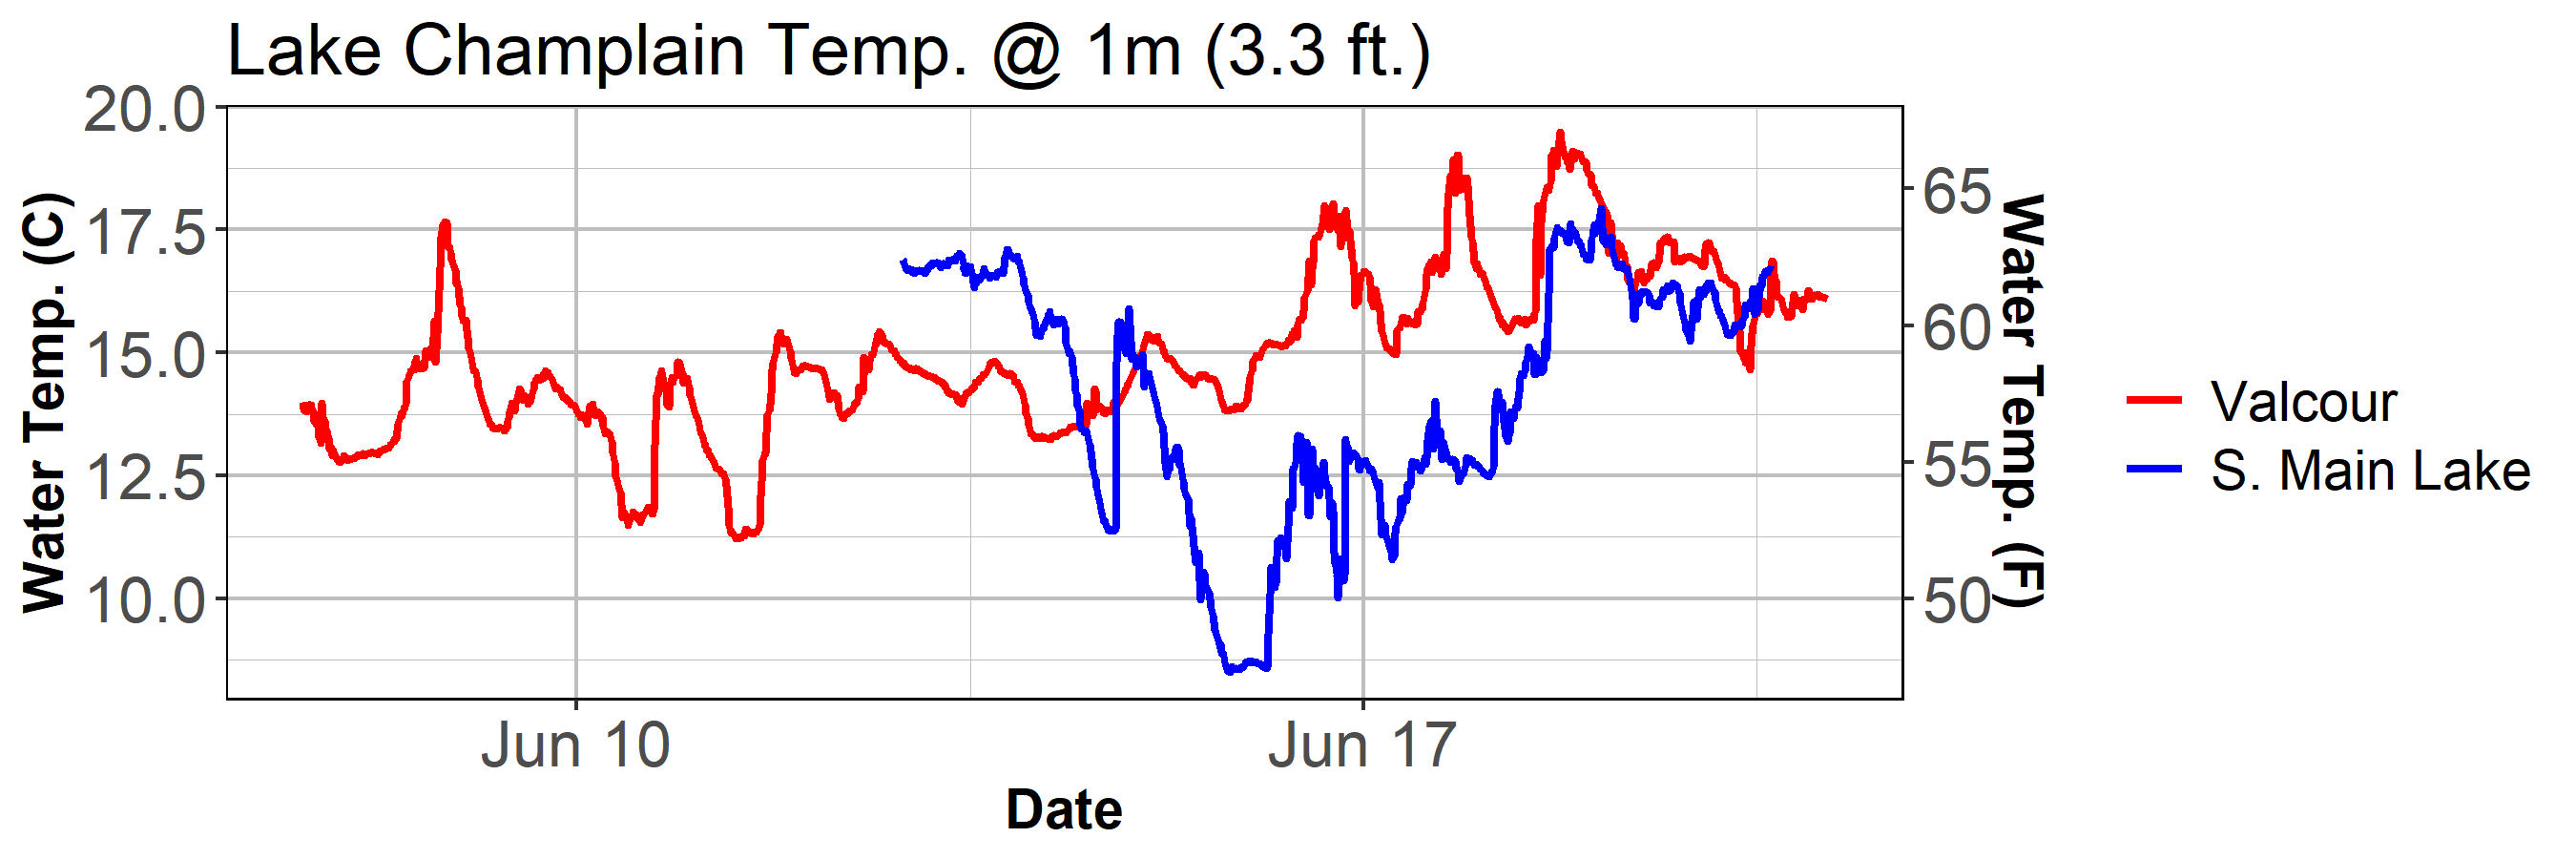 Lake Champlain Temp. @ 1m (3.3 ft.)
Water Temp. (C)
20.0
17.5
15.0
12.5
10.0
65
60
55
50
Water Temp. (F)
Jun 10
Jun 17
Date
Valcour
S. Main Lake